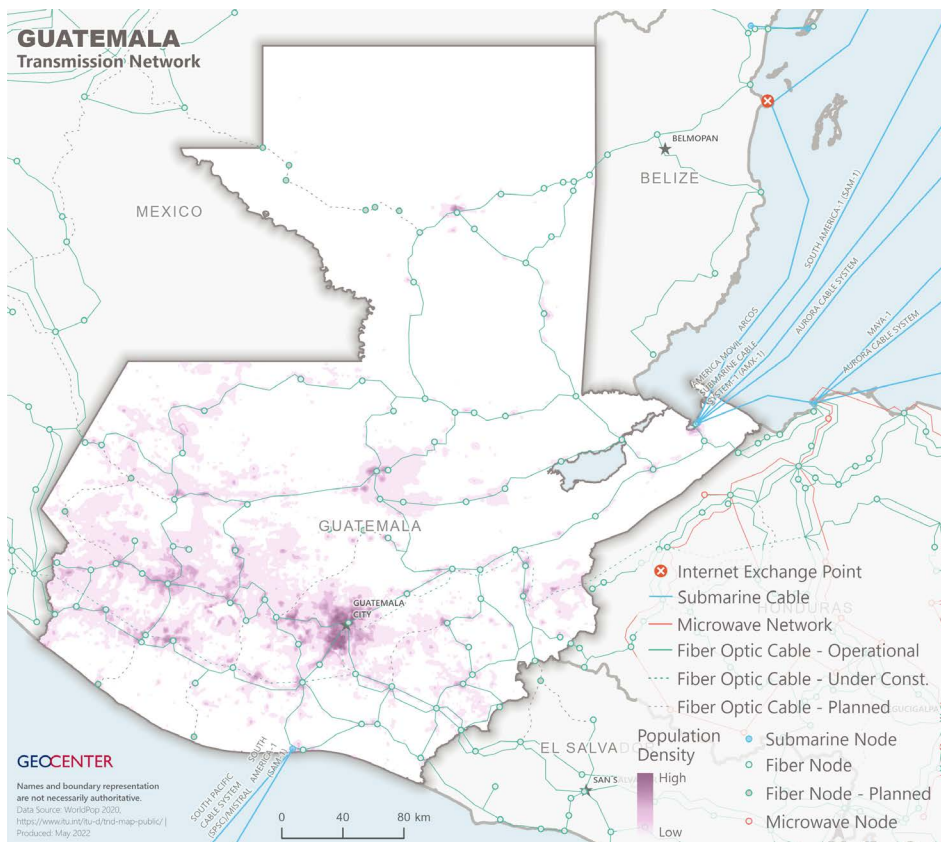 GUATEMALA
Transmission Network
BELMOPAN
BELIZE
MEXICO
SOUTH AMERICA-1 (SAM-1)
AURORA CABLE SYSTEM
ARCOS
AMERICA MOVIL
SUBMARINE CABLE
SYSTEM-1 (AMX-1)
MAYA-1
AURORA CABLE SYSTEM
GUATEMALA
GUATEMALA
CITY
HONDURAS
EL SALVADOR
SAN SALVADOR
SOUTH PACIFIC
CABLE SYSTEM
(SPSC)/MISTRAL
SOUTH
AMERICA-1
(SAM-1)
Internet Exchange Point
Submarine Cable
Microwave Network
Fiber Optic Cable - Operational
Fiber Optic Cable - Under Const.
Fiber Optic Cable - Planned
Population
Density
High
Low
Submarine Node
Fiber Node
Fiber Node - Planned
Microwave Node
GEOCENTER
Names and boundary representation
are not necessarily authoritative.
Data Source: WorldPop 2020,
https://www.itu.int/itu-d/tnd-map-public/ |
Produced: May 2022
0 40 80 km